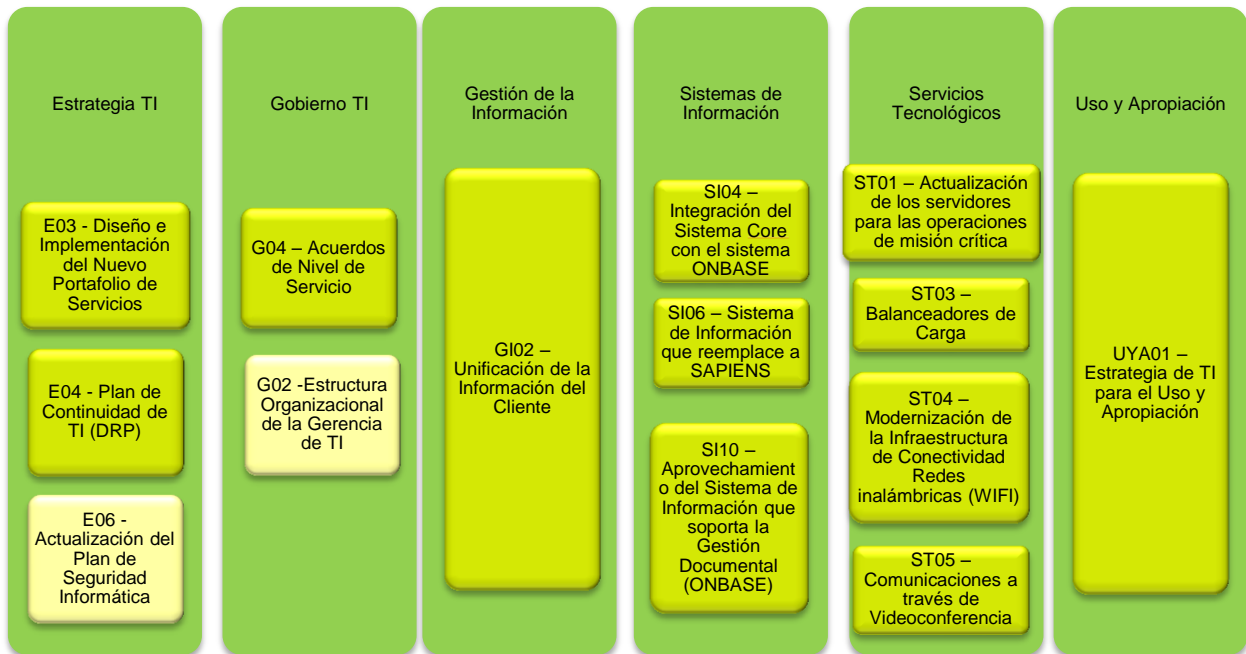 Estrategia TI
E03 - Diseño e
Implementación
del Nuevo
Portafolio de
Servicios
E04 - Plan de
Continuidad de
TI (DRP)
E06 -
Actualización del
Plan de
Seguridad
Informática
Gobierno TI
G04 – Acuerdos
de Nivel de
Servicio
G02 -Estructura
Organizacional
de la Gerencia
de TI
Gestión de la
Información
GI02 –
Unificación de la
Información del
Cliente
Sistemas de
Información
SI04 –
Integración del
Sistema Core
con el sistema
ONBASE
SI06 – Sistema
de Información
que reemplace a
SAPIENS
SI10 –
Aprovechamient
o del Sistema de
Información que
soporta la
Gestión
Documental
(ONBASE)
Servicios
Tecnológicos
ST01 – Actualización
de los servidores
para las operaciones
de misión crítica
ST03 –
Balanceadores de
Carga
ST04 –
Modernización de
la Infraestructura
de Conectividad
Redes
inalámbricas (WIFI)
ST05 –
Comunicaciones a
través de
Videoconferencia
Uso y Apropiación
UYA01 –
Estrategia de TI
para el Uso y
Apropiación